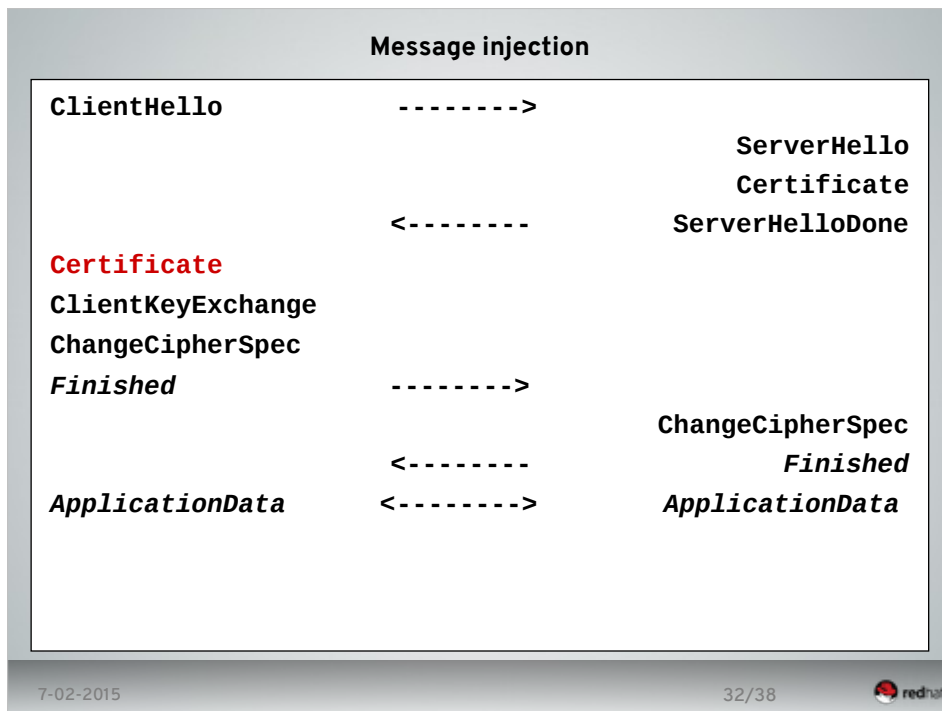 Message injection
ClientHello -------->
ServerHello
Certificate
<-------- ServerHelloDone
Certificate
ClientKeyExchange
ChangeCipherSpec
Finished -------->
ChangeCipherSpec
<-------- Finished
ApplicationData <--------> ApplicationData
7-02-2015 32/38 redhat